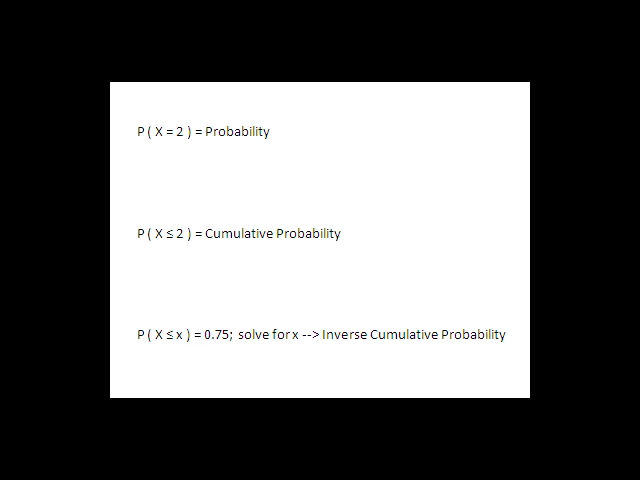 P ( X = 2 ) = Probability
P ( X ≤ 2 ) = Cumulative Probability
P ( X ≤ x ) = 0.75; solve for x --> Inverse Cumulative Probability